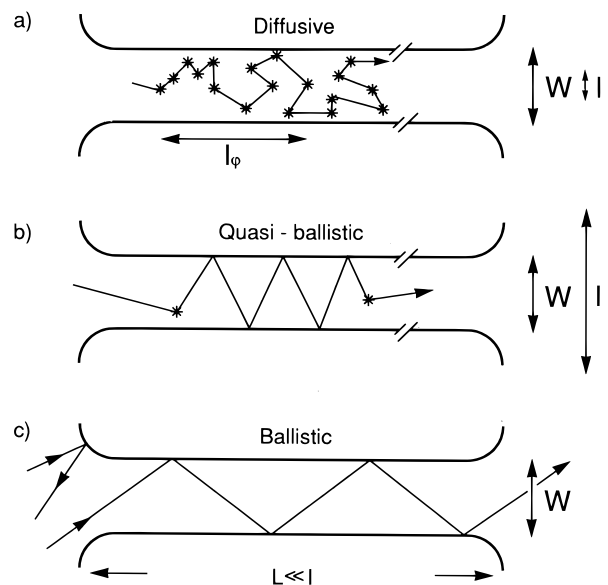 a) Diffusive
W l
lφ
b) Quasi - ballistic
W l
c) Ballistic
W
L≪l